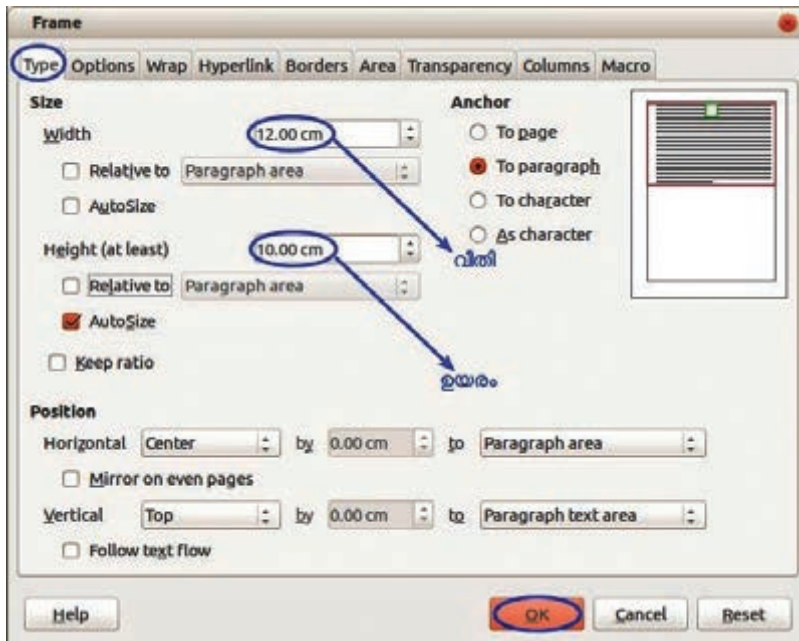 Frame
Type Options Wrap Hyperlink Borders Area Transparency Columns Macro
Size
Width 12.00 cm
Relative to Paragraph area
AutoSize
Height (at least) 10.00 cm
Relative to Paragraph area
AutoSize
Keep ratio
Anchor
To page
To paragraph
To character
As character
വീതി
ഉയരം
Position
Horizontal Center by 0.00 cm to Paragraph area
Mirror on even pages
Vertical Top by 0.00 cm to Paragraph text area
Follow text flow
Help OK Cancel Reset